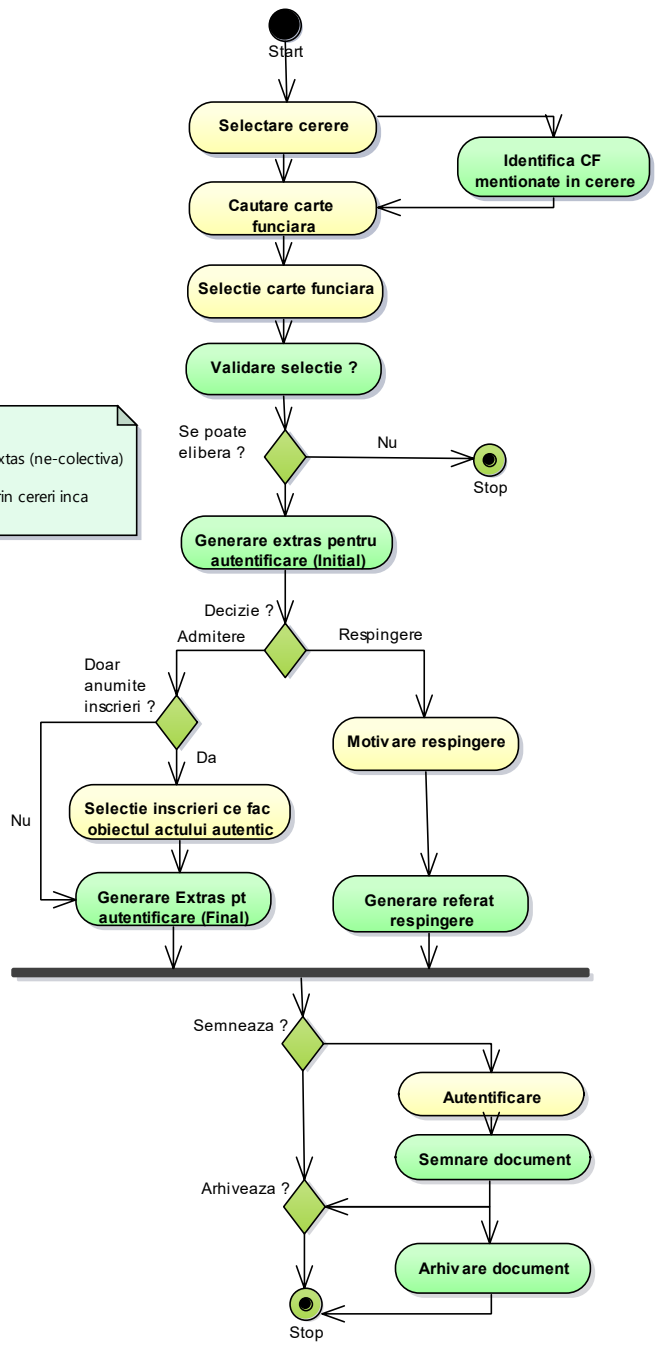 Start
Selectare cerere
Identifica CF
mentionate in cerere
Cautare carte
funciara
Selectie carte funciara
Validare selectie ?
(ne-colectiva)
cereri inca
Se poate
elibera ?
Nu
Stop
Generare extras pentru
autentificare (Initial)
Decizie ?
Admitere
Respingere
Doar
anumite
inscrieri ?
Motivare respingere
Da
Nu
Selectie inscrieri ce fac
obiectul actului autentic
Generare Extras pt
autentificare (Final)
Generare referat
respingere
Semneaza ?
Autentificare
Semnare document
Arhiveaza ?
Arhivare document
Stop